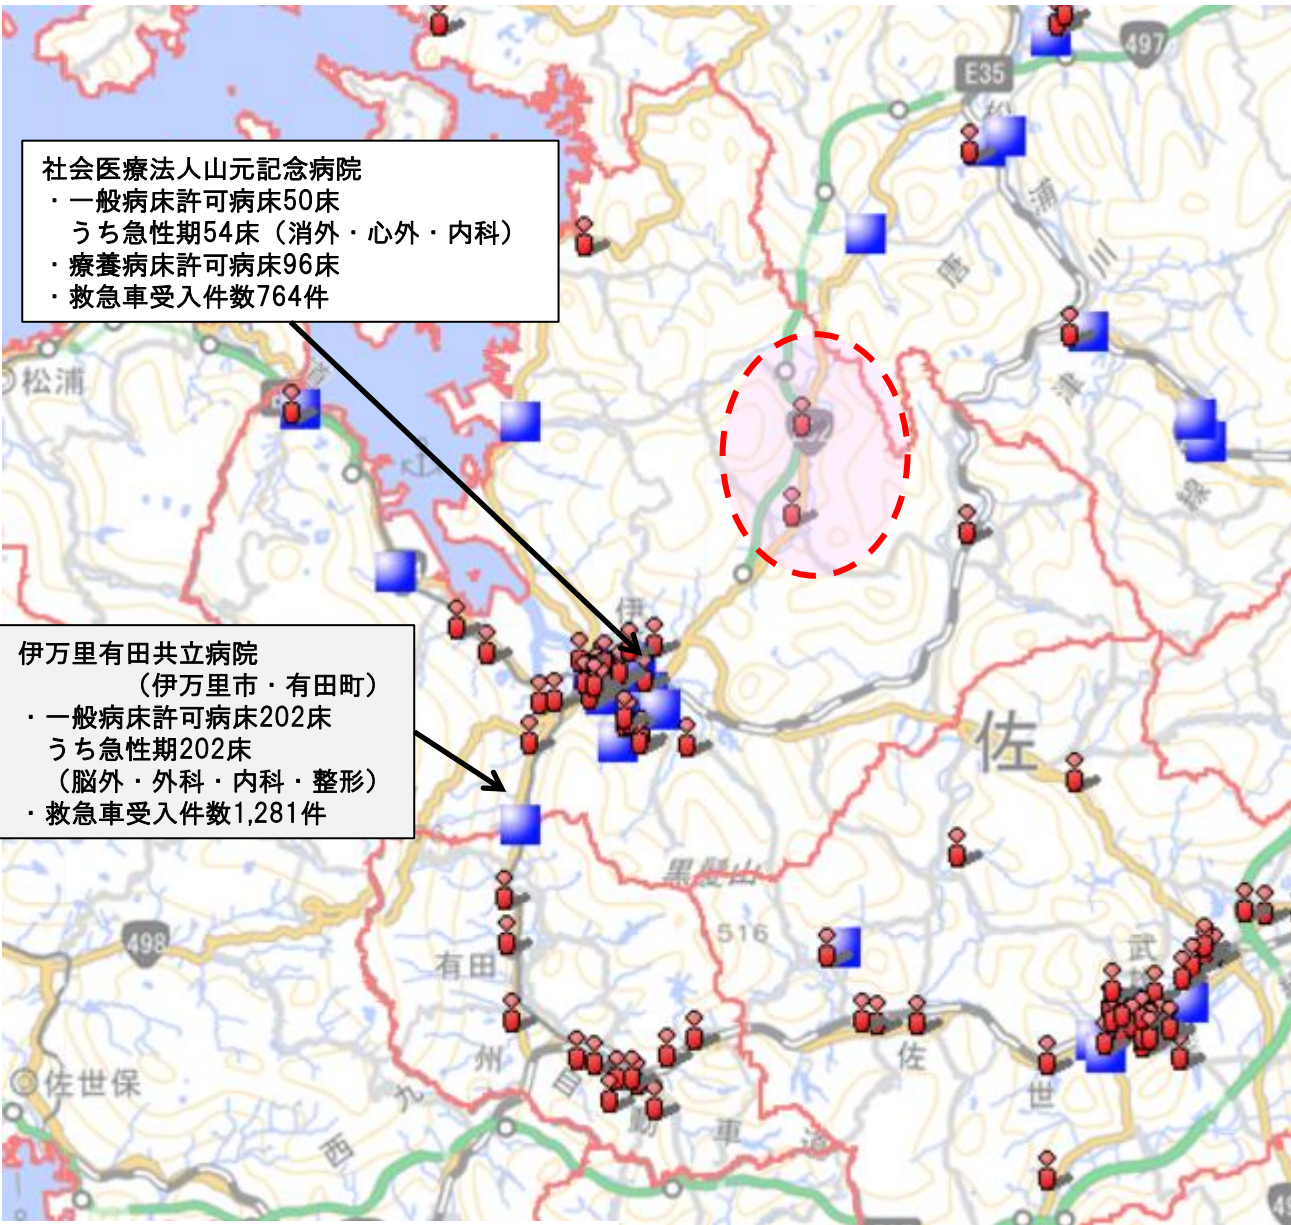 497
E35
松
浦
川
唐
津
線
社会医療法人山元記念病院
・一般病床許可病床50床
うち急性期54床（消外・心外・内科）
・療養病床許可病床96床
・救急車受入件数764件
松浦
伊
伊万里有田共立病院
（伊万里市・有田町）
・一般病床許可病床202床
うち急性期202床
（脳外・外科・内科・整形）
・救急車受入件数1,281件
佐
黒髪山
516
498
有田
武
佐世保
西
九
州
自
動
車
道
佐
世